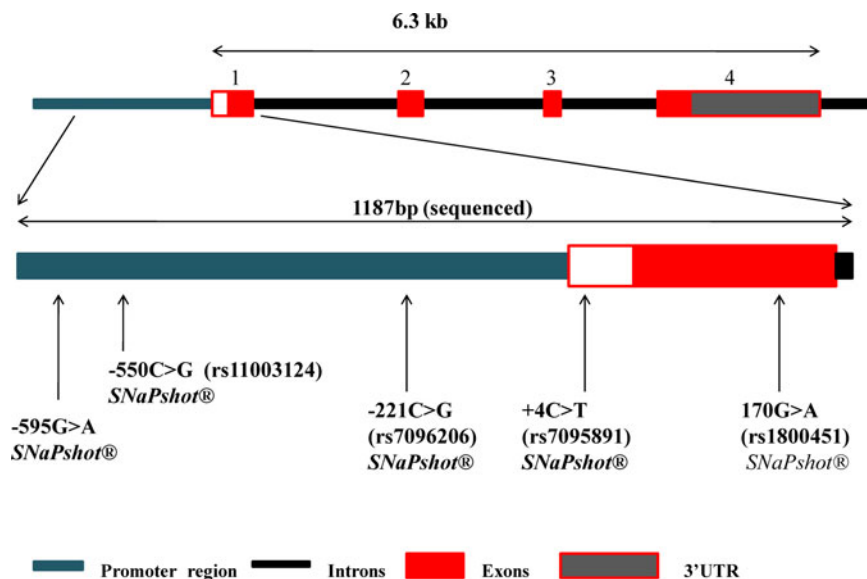 6.3 kb
1 2 3 4
1187bp (sequenced)
-550C>G (rs11003124)
SNaPshot®
-595G>A
SNaPshot®
-221C>G
(rs7096206)
SNaPshot®
+4C>T
(rs7095891)
SNaPshot®
170G>A
(rs1800451)
SNaPshot®
Promoter region Introns Exons 3'UTR